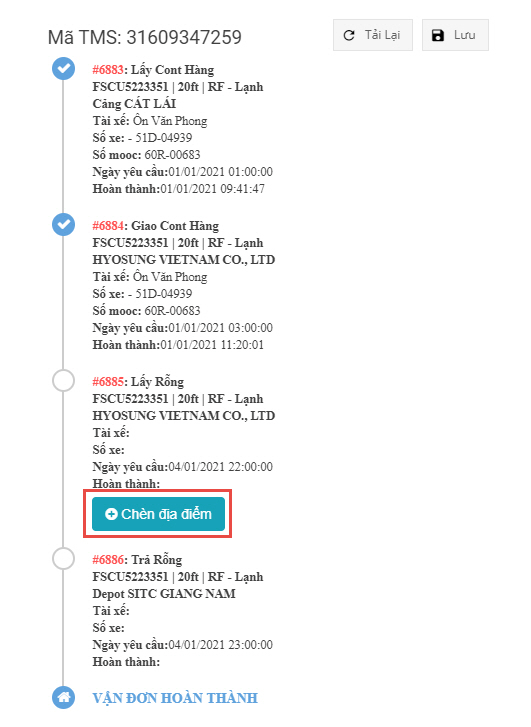 Mã TMS: 31609347259
Tải Lại
Lưu
#6883: Lấy Cont Hàng
FSCU5223351 | 20ft | RF - Lạnh
Cảng CÁT LÁI
Tài xế: Ôn Văn Phong
Số xe: - 51D-04939
Số mooc: 60R-00683
Ngày yêu cầu:01/01/2021 01:00:00
Hoàn thành:01/01/2021 09:41:47
#6884: Giao Cont Hàng
FSCU5223351 | 20ft | RF - Lạnh
HYOSUNG VIETNAM CO., LTD
Tài xế: Ôn Văn Phong
Số xe: - 51D-04939
Số mooc: 60R-00683
Ngày yêu cầu:01/01/2021 03:00:00
Hoàn thành:01/01/2021 11:20:01
#6885: Lấy Rỗng
FSCU5223351 | 20ft | RF - Lạnh
HYOSUNG VIETNAM CO., LTD
Tài xế:
Số xe:
Ngày yêu cầu:04/01/2021 22:00:00
Hoàn thành:
Chèn địa điểm
#6886: Trả Rỗng
FSCU5223351 | 20ft | RF - Lạnh
Depot SITC GIANG NAM
Tài xế:
Số xe:
Ngày yêu cầu:04/01/2021 23:00:00
Hoàn thành:
VẬN ĐƠN HOÀN THÀNH